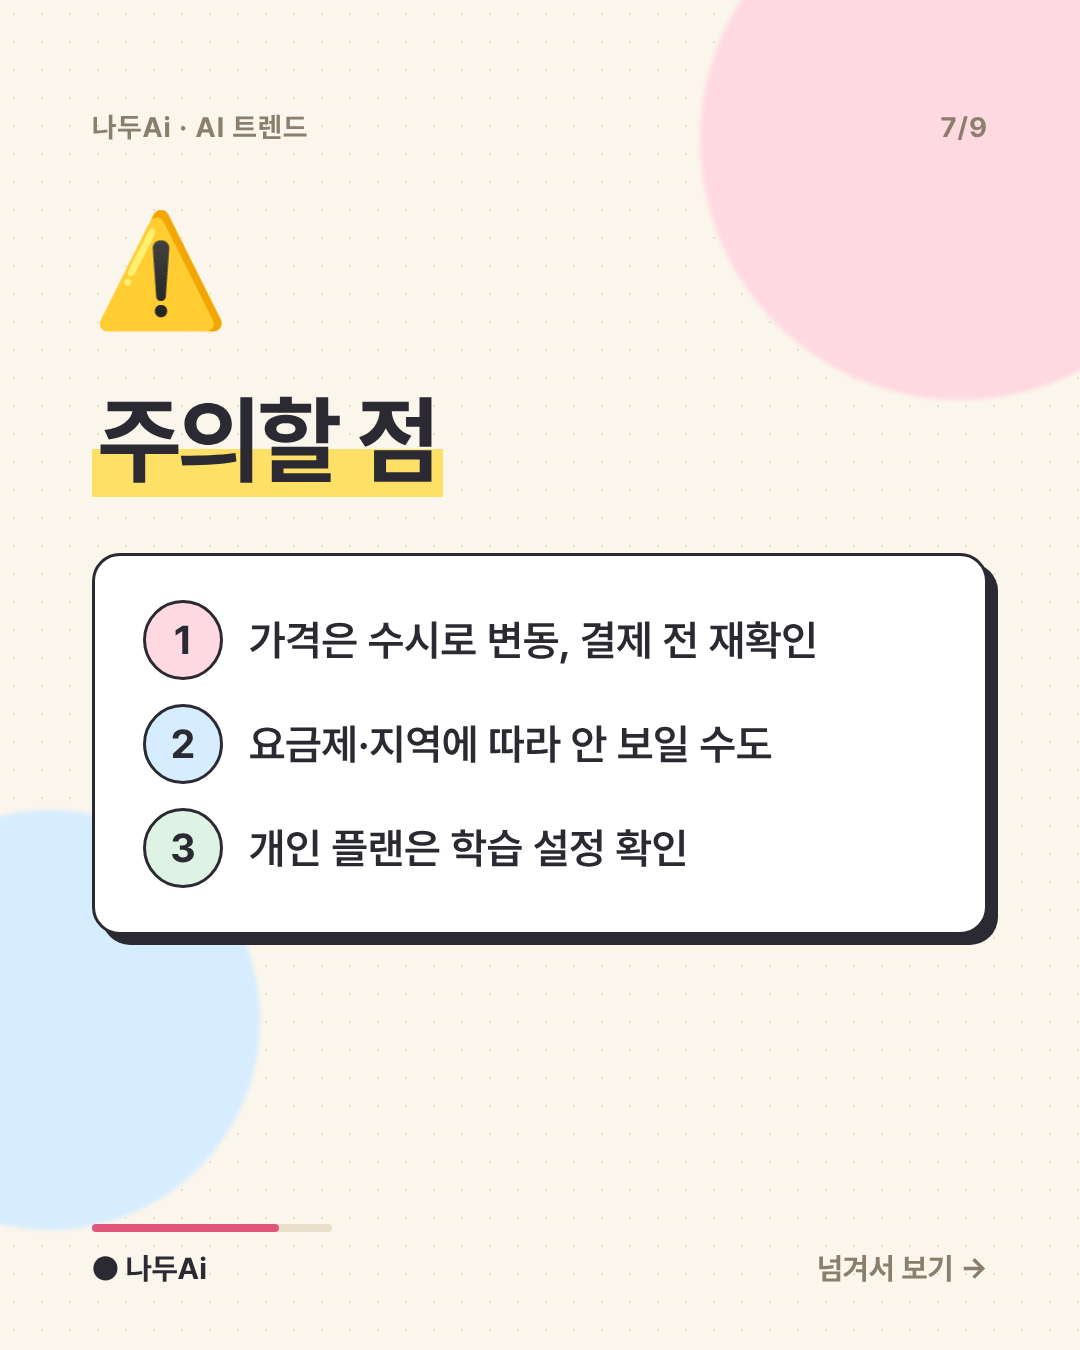 나두Ai · AI 트렌드
7/9
주의할 점
1 가격은 수시로 변동, 결제 전 재확인
2 요금제·지역에 따라 안 보일 수도
3 개인 플랜은 학습 설정 확인
나두Ai
넘겨서 보기 →